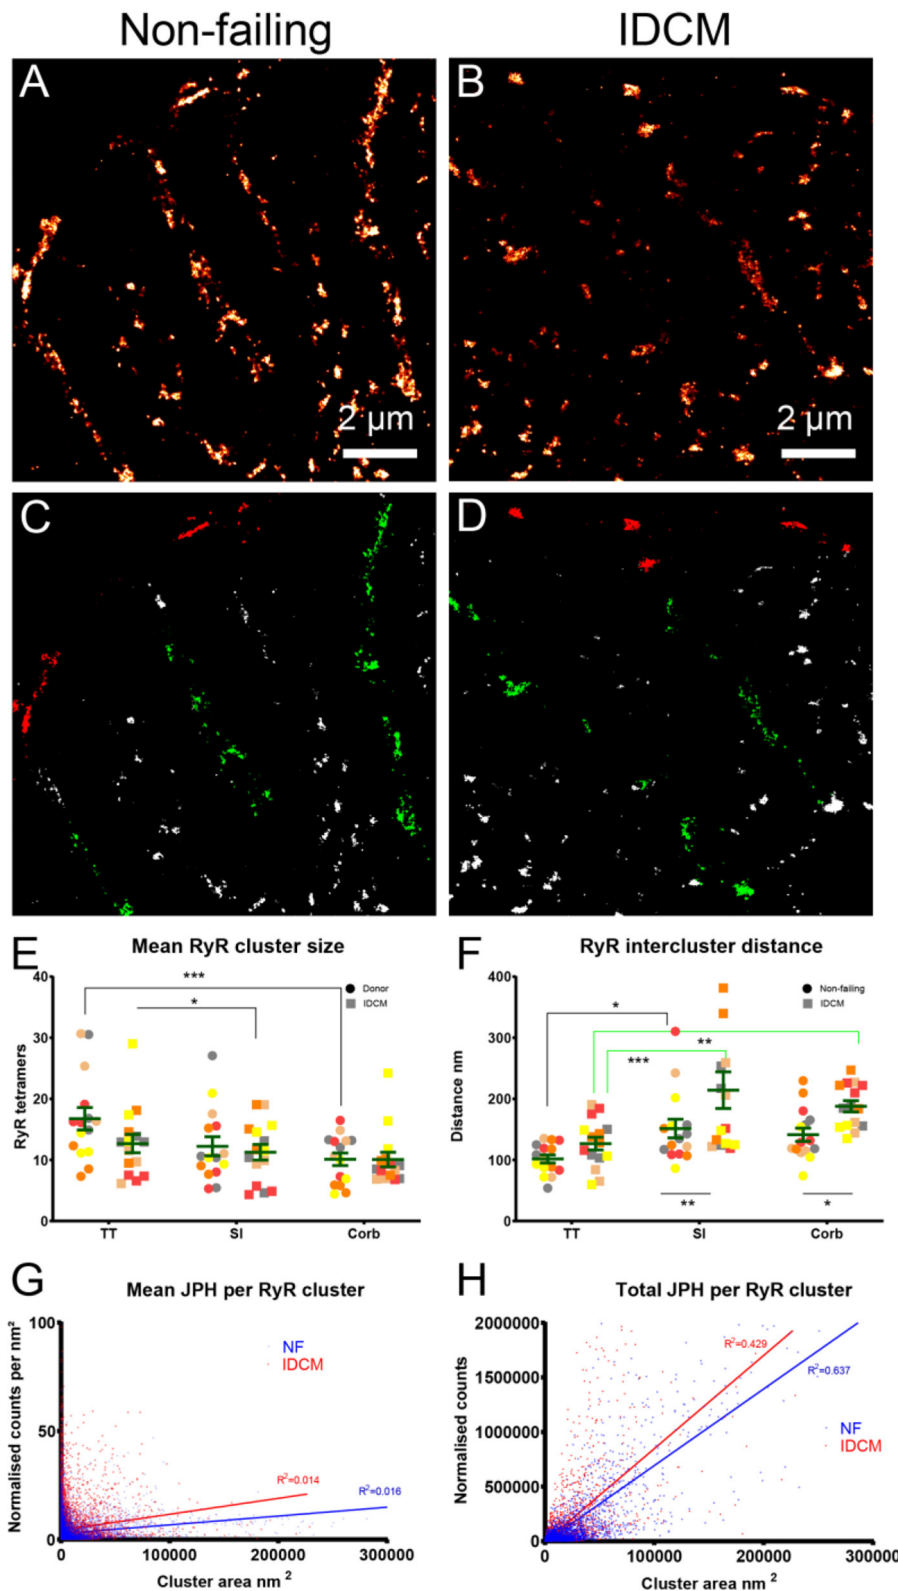 Non-failing IDCM
A B
2 µm 2 µm
C D
E Mean RyR cluster size
40
30
20
10
0
RyR tetramers
***
*
Donor
IDCM
TT SI Corb
F RyR intercluster distance
400
300
200
100
0
Distance nm
*
**
***
**
*
Non-failing
IDCM
TT SI Corb
G Mean JPH per RyR cluster
100
50
0
Normalised counts per nm²
NF
IDCM
R²=0.014
R²=0.016
0 100000 200000 300000
Cluster area nm ²
H Total JPH per RyR cluster
2000000
1500000
1000000
500000
0
Normalised counts
R²=0.429
R²=0.637
NF
IDCM
0 100000 200000 300000
Cluster area nm ²